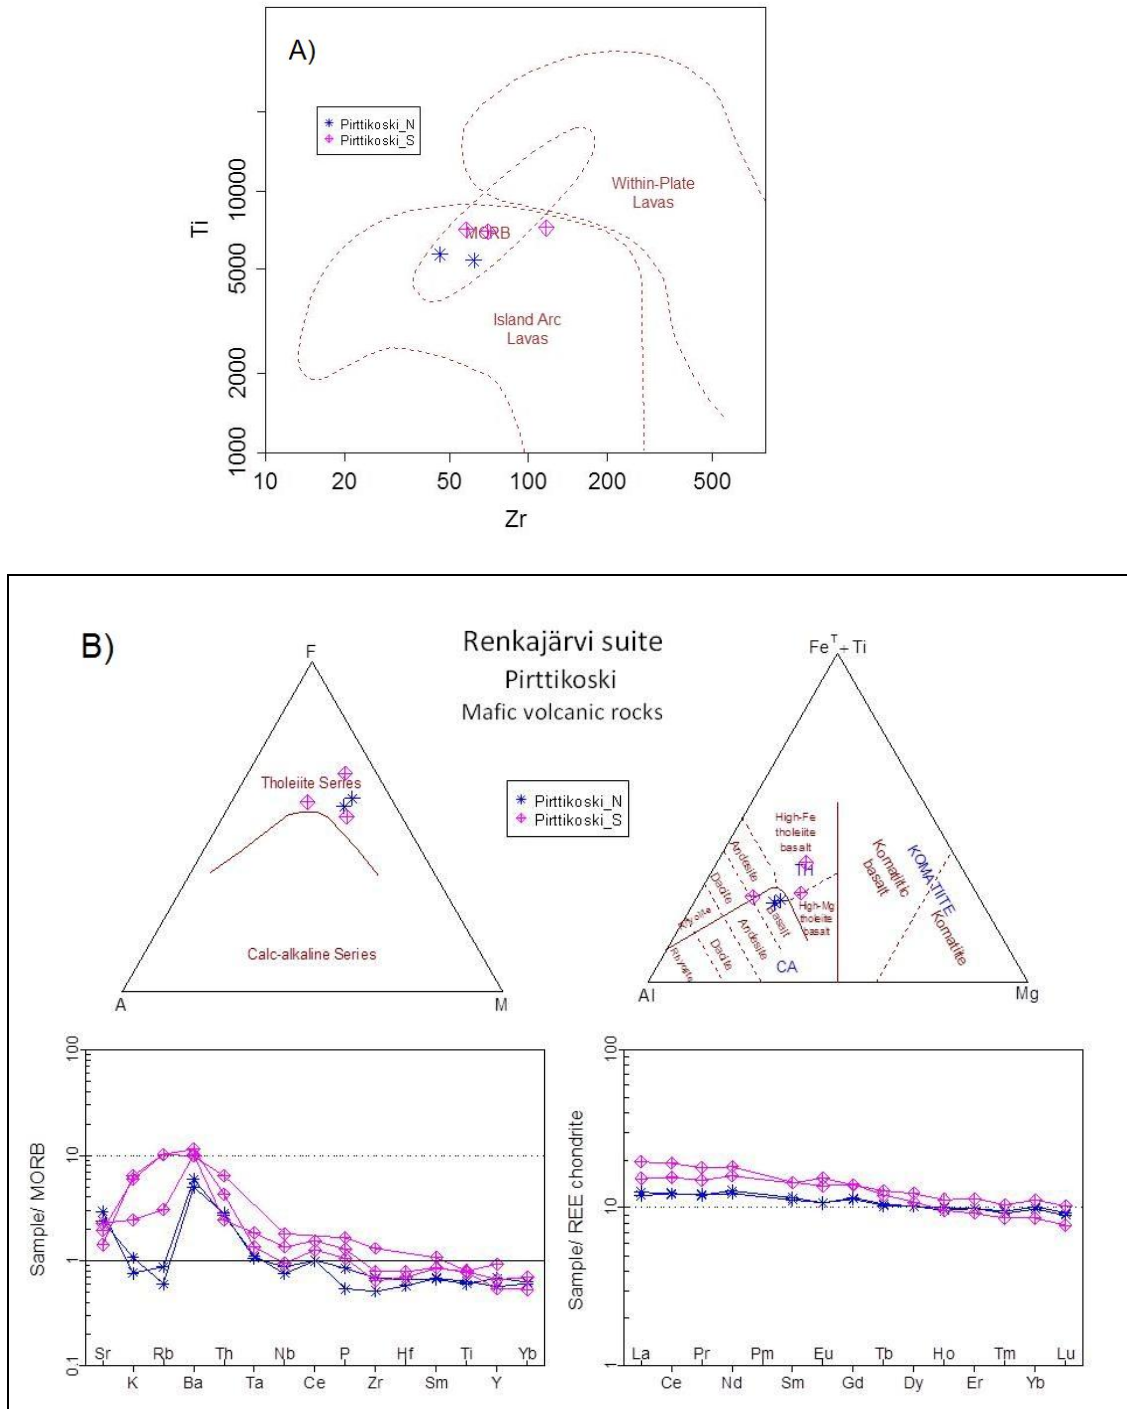 A)
Pirttikoski_N
Pirttikoski_S
Within-Plate
Lavas
MORB
Island Arc
Lavas
Ti
10000
5000
2000
1000
10
20
50
100
200
500
Zr
B)
Renkajärvi suite
Pirttikoski
Mafic volcanic rocks
F
Tholeiite Series
Calc-alkaline Series
A
M
Pirttikoski_N
Pirttikoski_S
Fe^T + Ti
High-Fe
tholeiite
basalt
TH
Komatiitic
basalt
KOMATIITE
Komatiite
Andesite
Dacite
Rhyolite
High-Mg
tholeiite
basalt
Basalt
Andesite
Dacite
Rhyolite
CA
Al
Mg
Sample/ MORB
100
10
1
0.1
Sr Rb Th Nb P Hf Ti Yb
K Ba Ta Ce Zr Sm Y
Sample/ REE chondrite
100
10
1
La Pr Pm Eu Tb Ho Tm Lu
Ce Nd Sm Gd Dy Er Yb